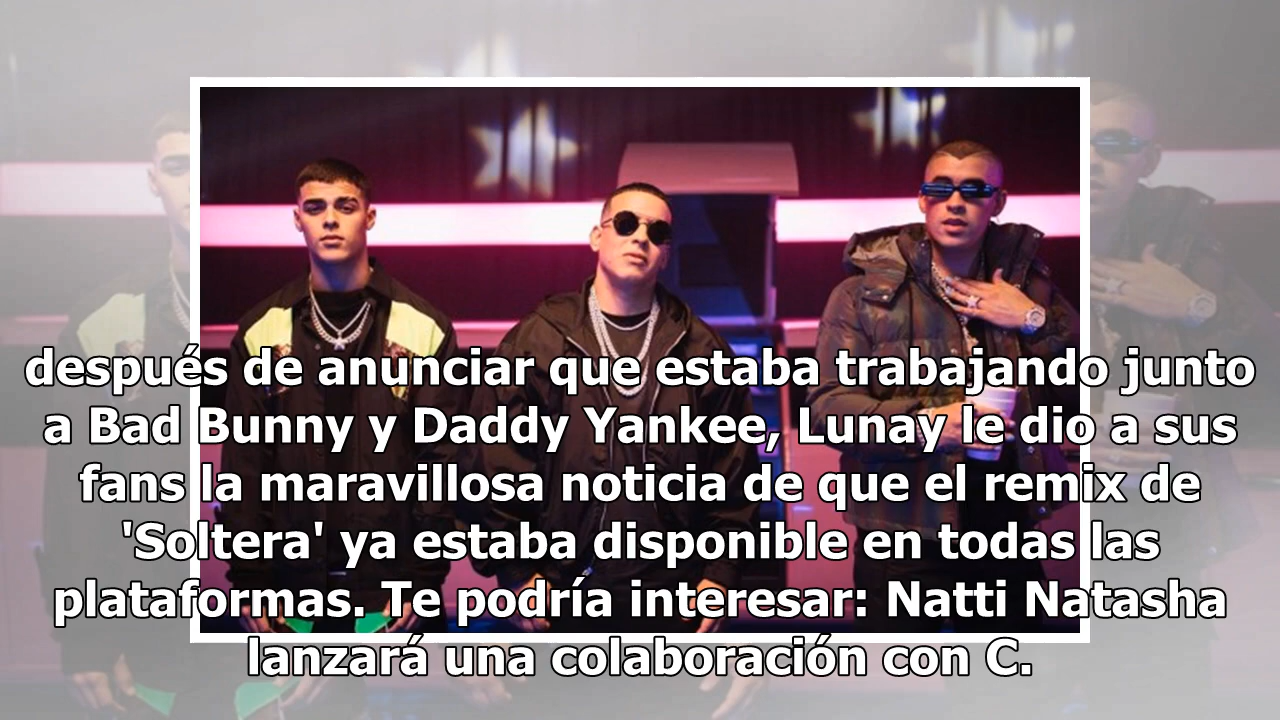 después de anunciar que estaba trabajando junto
a Bad Bunny y Daddy Yankee, Lunay le dio a sus
fans la maravillosa noticia de que el remix de
'Soltera' ya estaba disponible en todas las
plataformas. Te podría interesar: Natti Natasha
lanzará una colaboración con C.